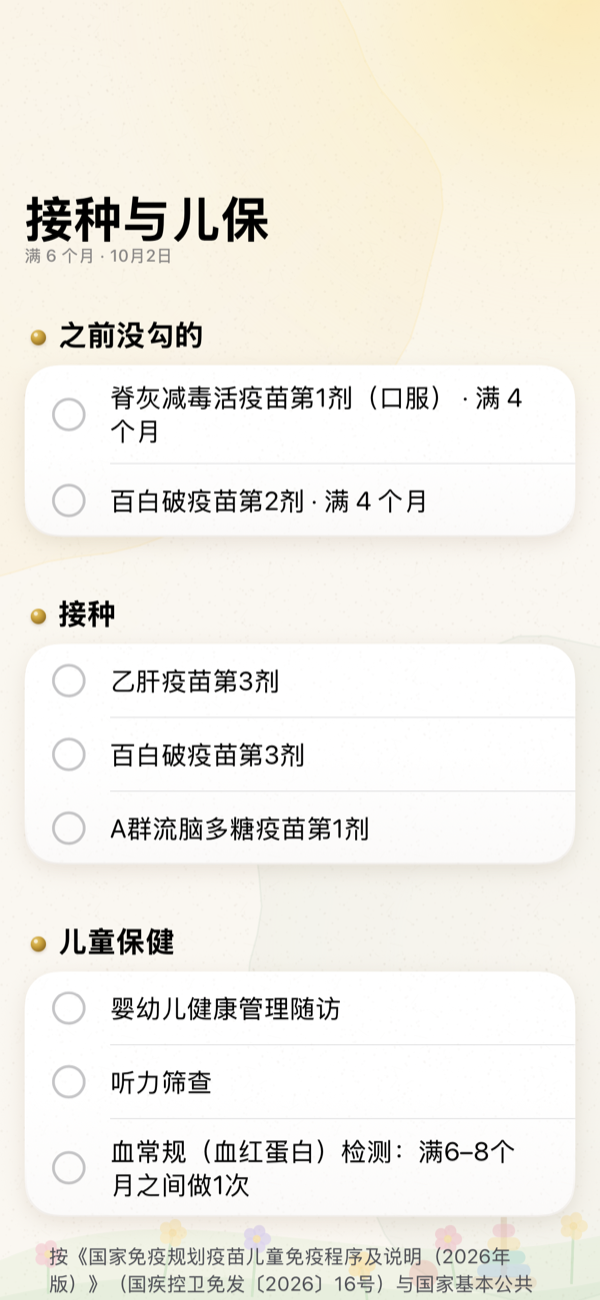 接种与儿保
满 6 个月 · 10月2日
之前没勾的
脊灰减毒活疫苗第1剂（口服） · 满 4
个月
百白破疫苗第2剂 · 满 4 个月
接种
乙肝疫苗第3剂
百白破疫苗第3剂
A群流脑多糖疫苗第1剂
儿童保健
婴幼儿健康管理随访
听力筛查
血常规（血红蛋白）检测：满6–8个
月之间做1次
按《国家免疫规划疫苗儿童免疫程序及说明（2026年
版）》（国疾控卫免发〔2026〕16号）与国家基本公共